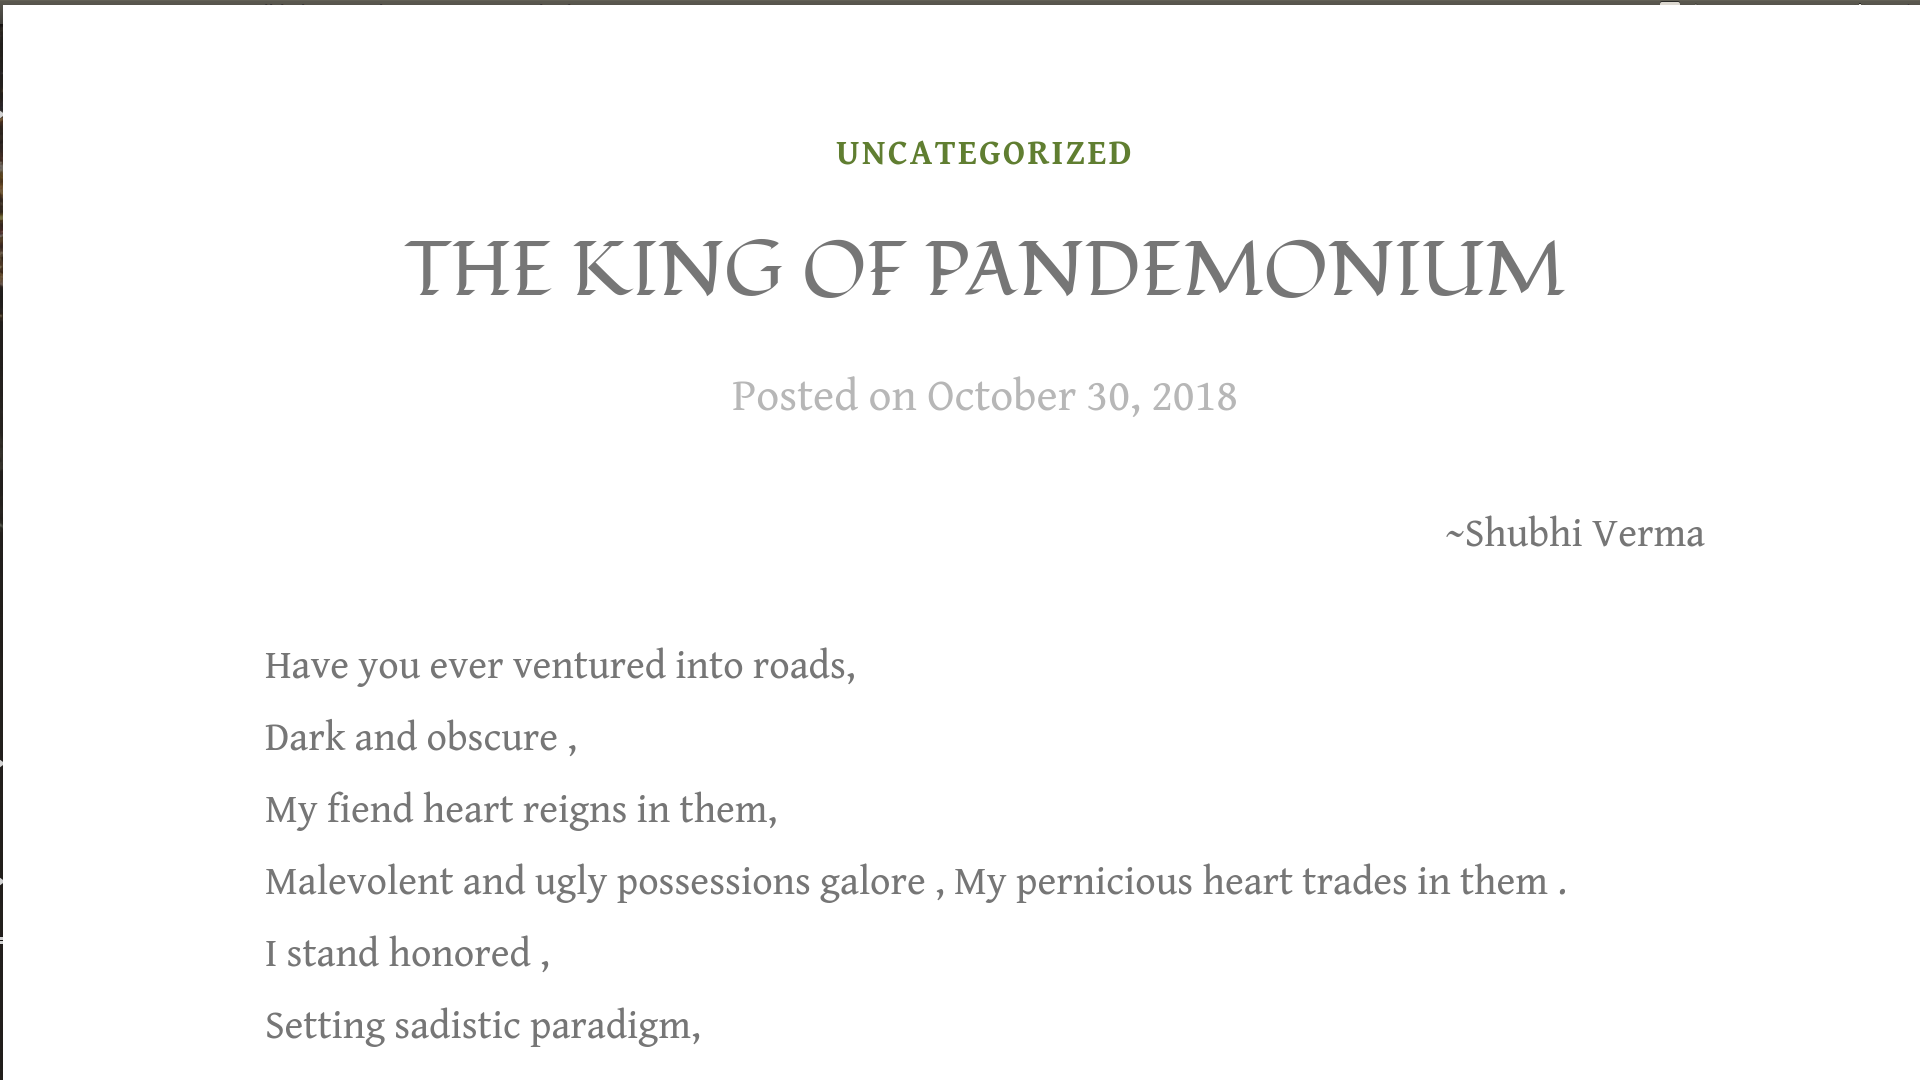 UNCATEGORIZED
THE KING OF PANDEMONIUM
Posted on October 30, 2018
~Shubhi Verma
Have you ever ventured into roads,
Dark and obscure ,
My fiend heart reigns in them,
Malevolent and ugly possessions galore , My pernicious heart trades in them .
I stand honored ,
Setting sadistic paradigm,